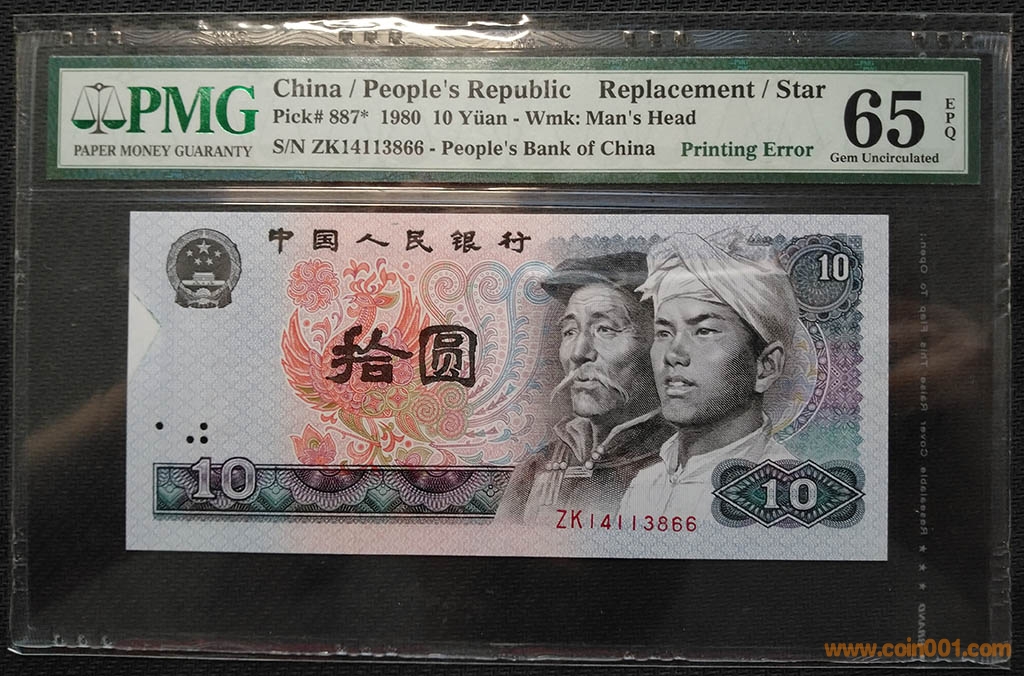 PMG
PAPER MONEY GUARANTY
China / People's Republic Replacement / Star
Pick# 887* 1980 10 Yüan - Wmk: Man's Head
S/N ZK14113866 - People's Bank of China Printing Error
65
EPQ
Gem Uncirculated
中国人民银行
10
拾圆
10
10
ZK14113866
www.coin001.com